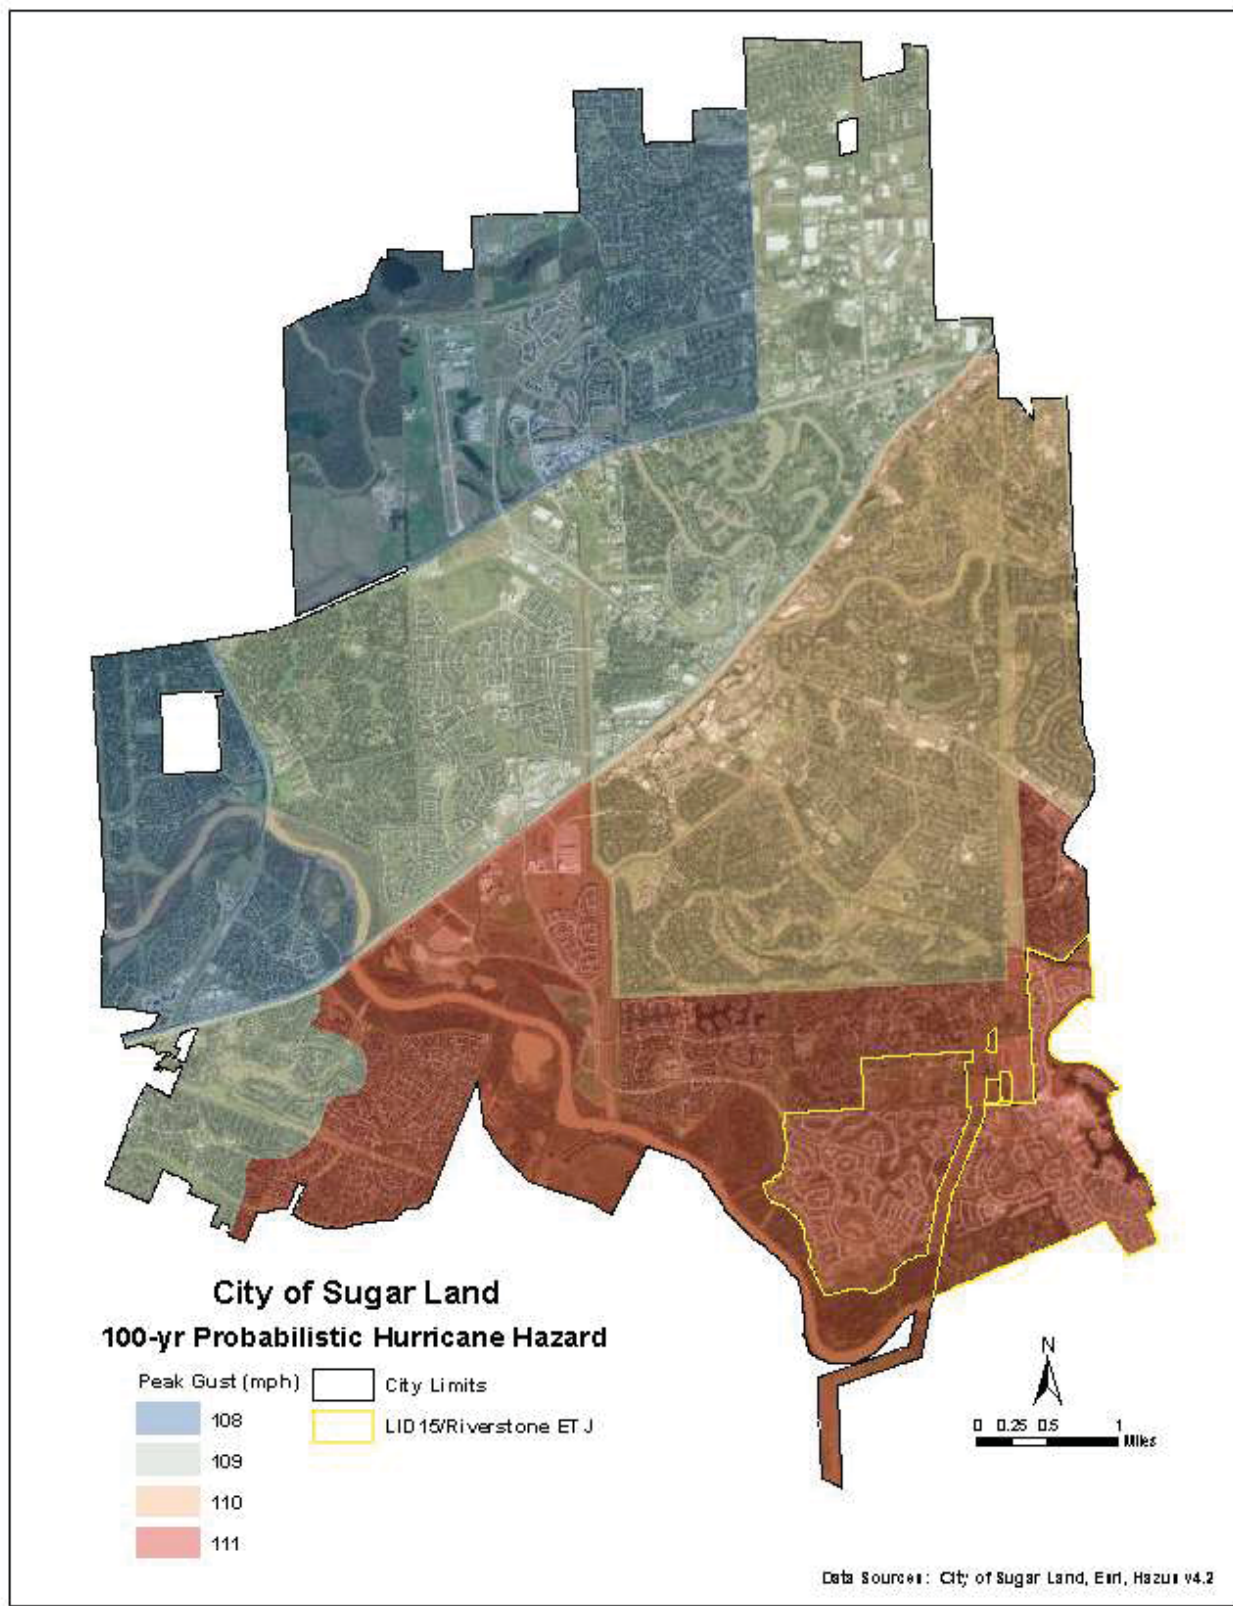 City of Sugar Land
100-yr Probabilistic Hurricane Hazard
Peak Gust (mph)
108
109
110
111
City Limits
LID15/Riverstone ETJ
N
0 0.25 0.5 1
Miles
Data Sources: City of Sugar Land, Esri, Hazus v4.2